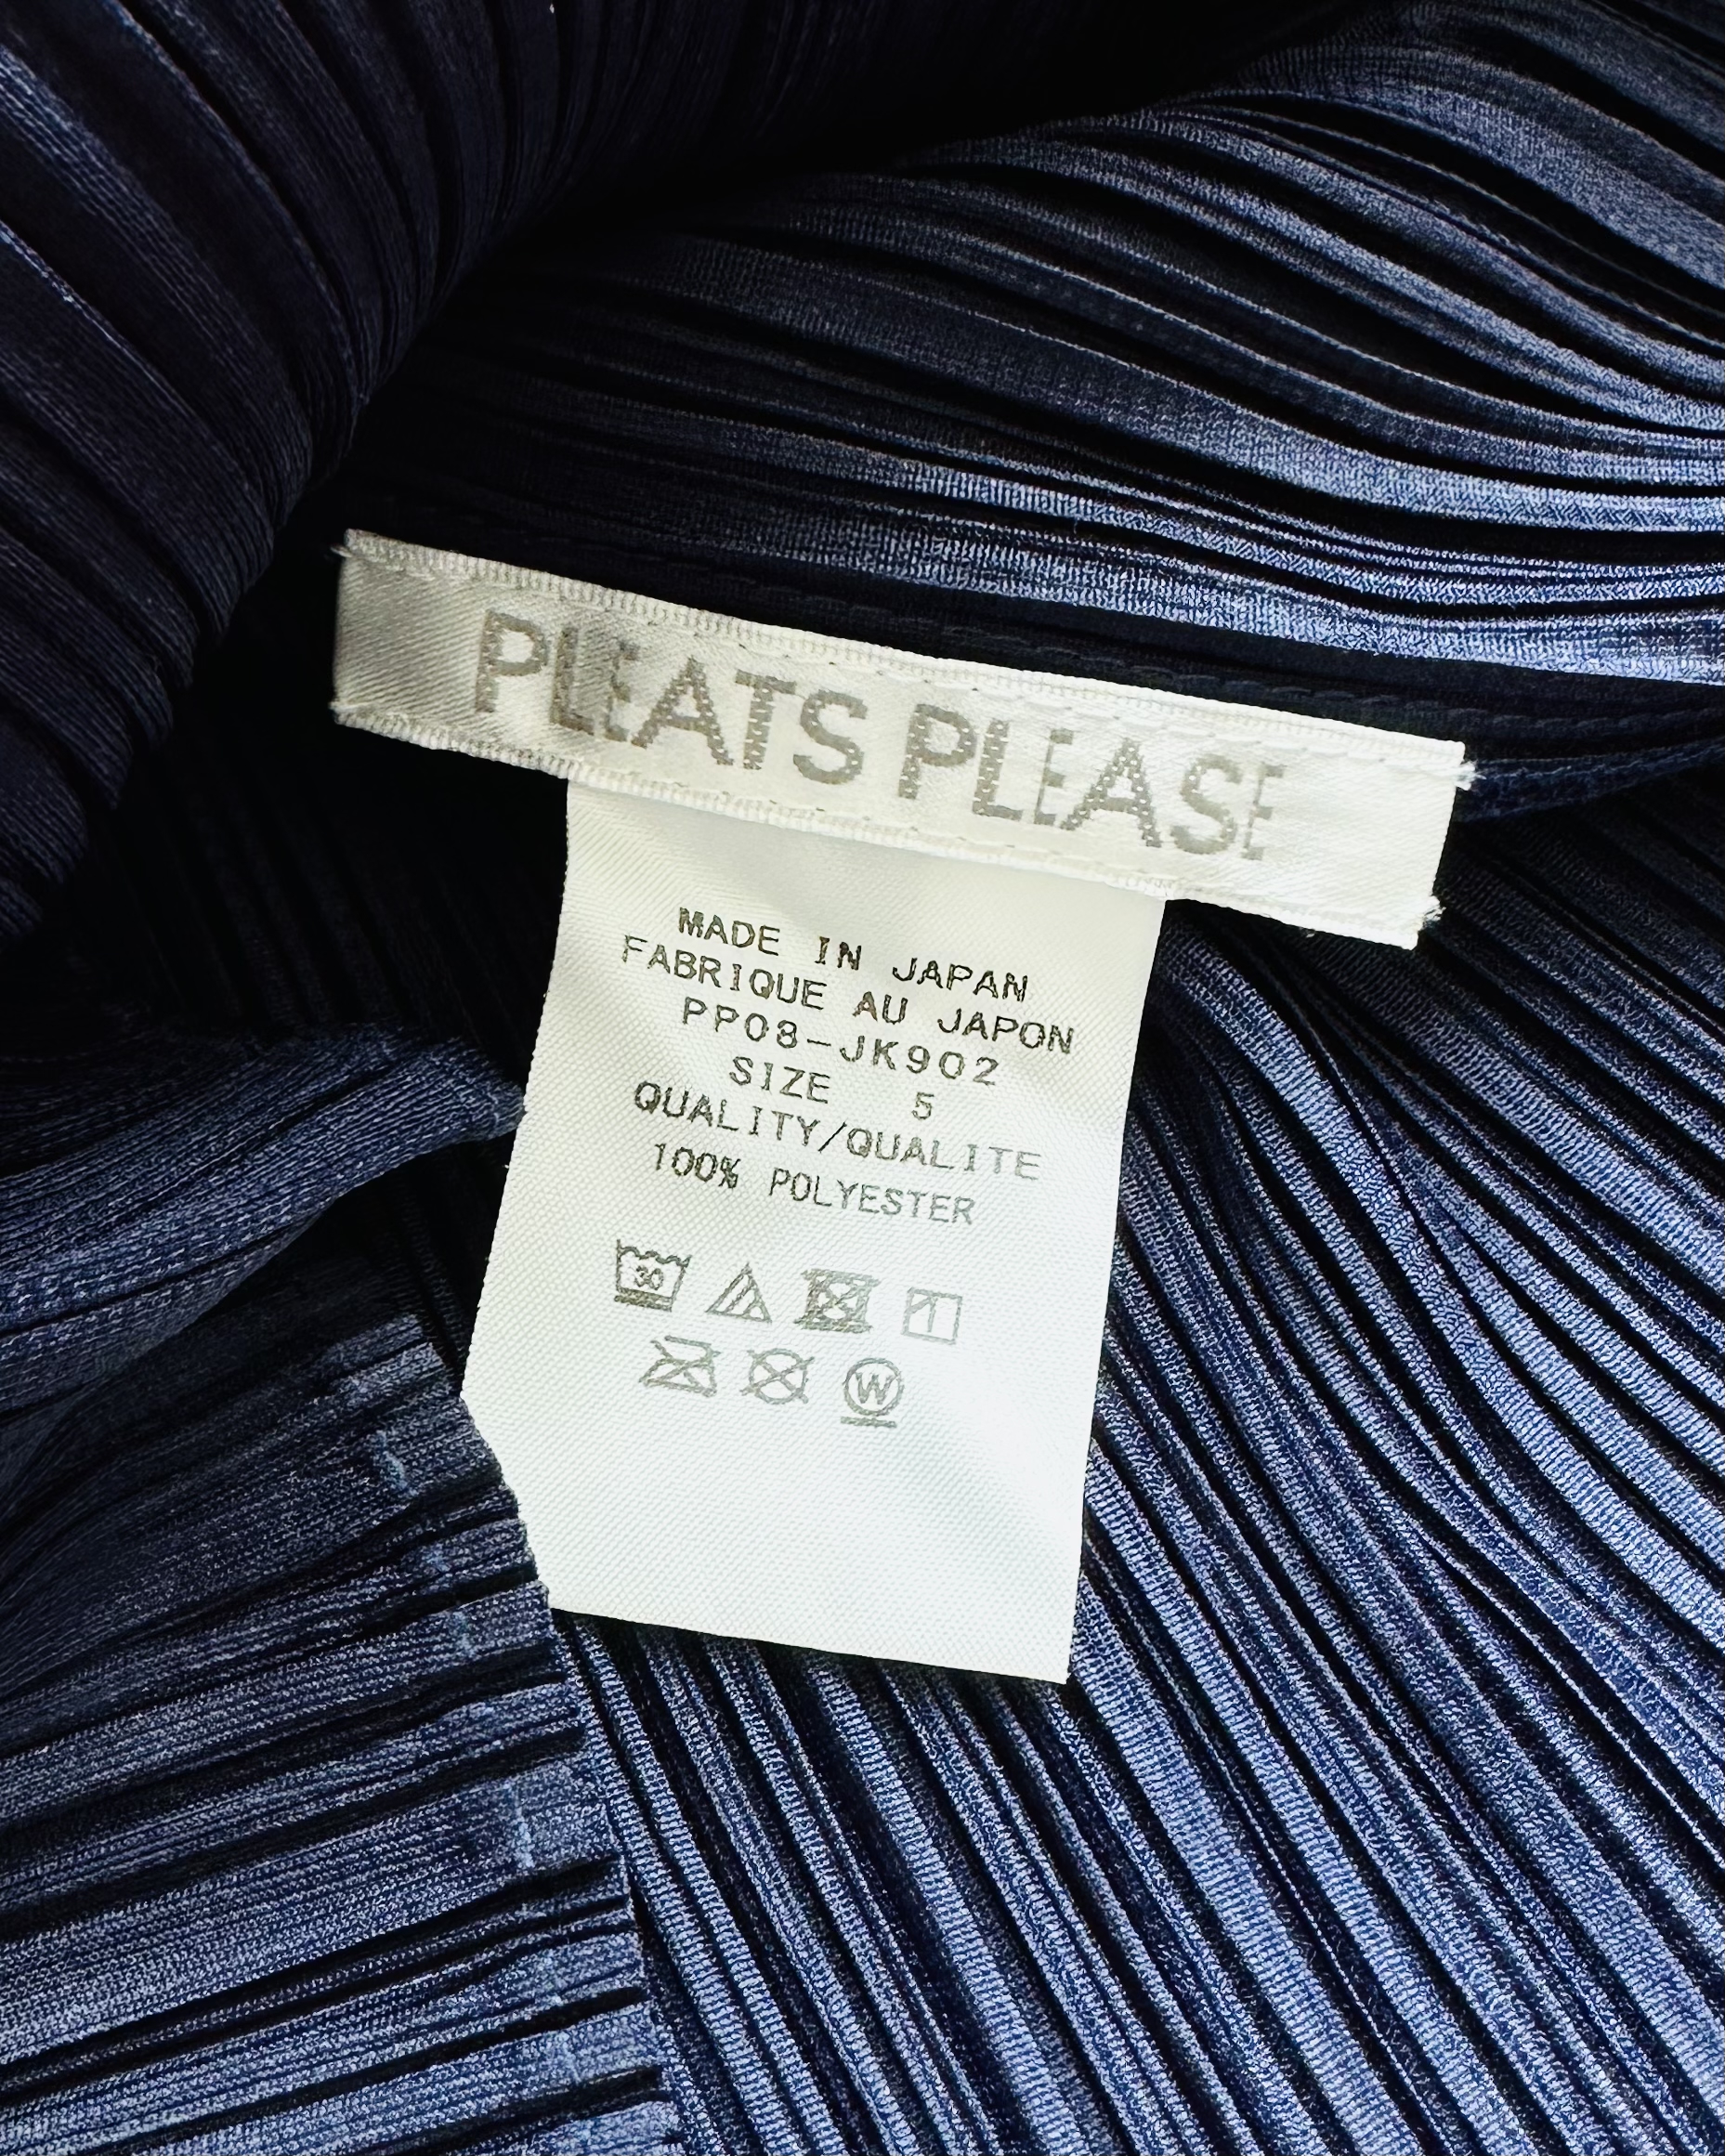 PLEATS PLEASE
MADE IN JAPAN
FABRIQUE AU JAPON
PP08-JK902
SIZE 5
QUALITY/QUALITE
100% POLYESTER
30
W